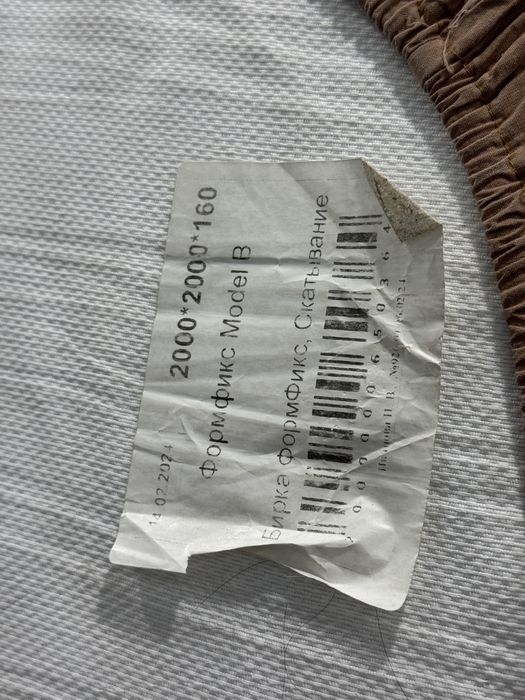 14.02.2024
2000*2000*160
Формфикс Model B
Бирка ФормФикс, Скатывание